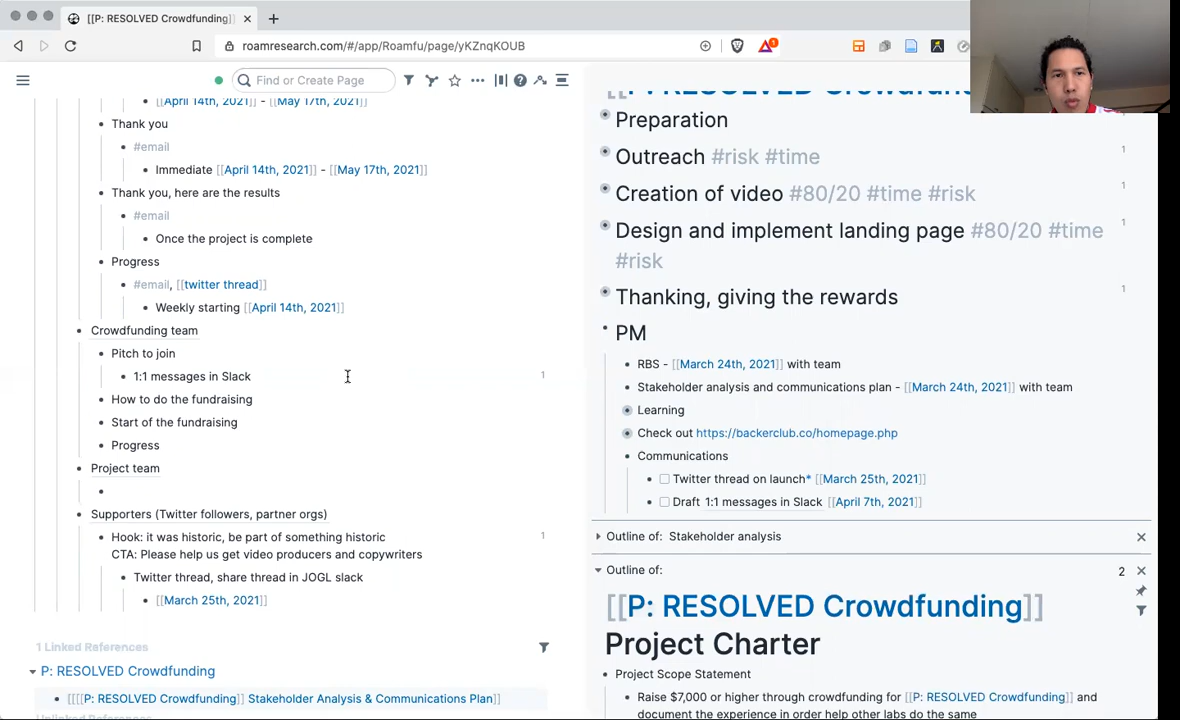 [[P: RESOLVED Crowdfunding]
roamresearch.com/#/app/Roamfu/page/yKZnqKOUB
1
Find or Create Page
[[April 14th, 2021]] - [[May 17th, 2021]]
Thank you
#email
Immediate [[April 14th, 2021]] - [[May 17th, 2021]]
Thank you, here are the results
#email
Once the project is complete
Progress
#email, [[twitter thread]]
Weekly starting [[April 14th, 2021]]
Crowdfunding team
Pitch to join
1:1 messages in Slack
1
How to do the fundraising
Start of the fundraising
Progress
Project team
Supporters (Twitter followers, partner orgs)
Hook: it was historic, be part of something historic
1
CTA: Please help us get video producers and copywriters
Twitter thread, share thread in JOGL slack
[[March 25th, 2021]]
1 Linked References
P: RESOLVED Crowdfunding
[[[[P: RESOLVED Crowdfunding]] Stakeholder Analysis & Communications Plan]]
Unlinked References
Preparation
Outreach #risk #time
1
Creation of video #80/20 #time #risk
1
Design and implement landing page #80/20 #time
1
#risk
Thanking, giving the rewards
1
PM
RBS - [[March 24th, 2021]] with team
Stakeholder analysis and communications plan - [[March 24th, 2021]] with team
Learning
Check out https://backerclub.co/homepage.php
Communications
Twitter thread on launch* [[March 25th, 2021]]
Draft 1:1 messages in Slack [[April 7th, 2021]]
Outline of: Stakeholder analysis
Outline of:
2
[[P: RESOLVED Crowdfunding]]
Project Charter
Project Scope Statement
Raise $7,000 or higher through crowdfunding for [[P: RESOLVED Crowdfunding]] and
document the experience in order help other labs do the same